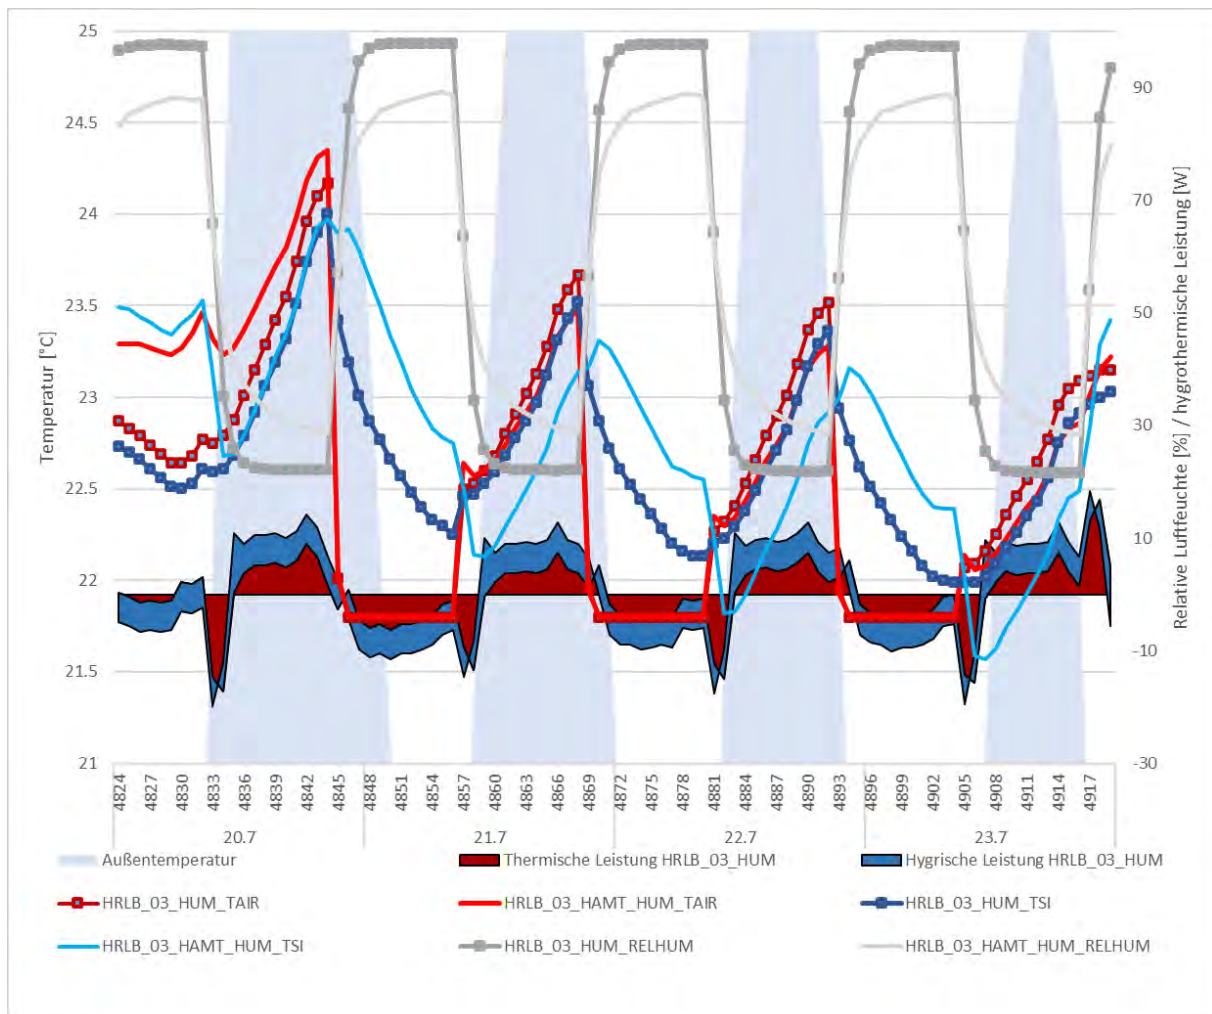 25
24.5
24
23.5
23
22.5
22
21.5
21
Temperatur [°C]
90
70
50
30
10
-10
-30
Relative Luftfeuchte [%] / hygrothermische Leistung [W]
4824 4827 4830 4833 4836 4839 4842 4845 4848 4851 4854 4857 4860 4863 4866 4869 4872 4875 4878 4881 4884 4887 4890 4893 4896 4899 4902 4905 4908 4911 4914 4917
20.7 21.7 22.7 23.7
Außentemperatur Thermische Leistung HRLB_03_HUM Hygrische Leistung HRLB_03_HUM
HRLB_03_HUM_TAIR HRLB_03_HAMT_HUM_TAIR HRLB_03_HUM_TSI
HRLB_03_HAMT_HUM_TSI HRLB_03_HUM_RELHUM HRLB_03_HAMT_HUM_RELHUM